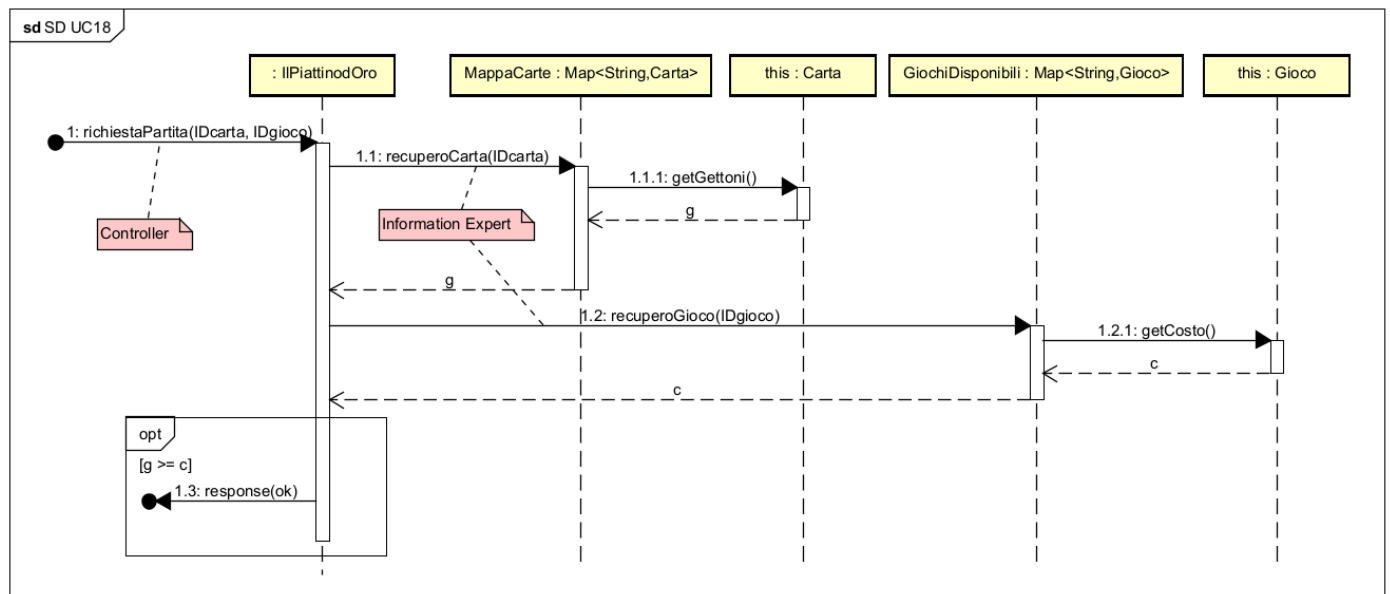 sd SD UC18
: IlPiattinodOro
MappaCarte : Map<String,Carta>
this : Carta
GiochiDisponibili : Map<String,Gioco>
this : Gioco
1: richiestaPartita(IDcarta, IDgioco)
1.1: recuperoCarta(IDcarta)
1.1.1: getGettoni()
g
Controller
Information Expert
g
1.2: recuperoGioco(IDgioco)
1.2.1: getCosto()
c
c
opt
[g >= c]
1.3: response(ok)